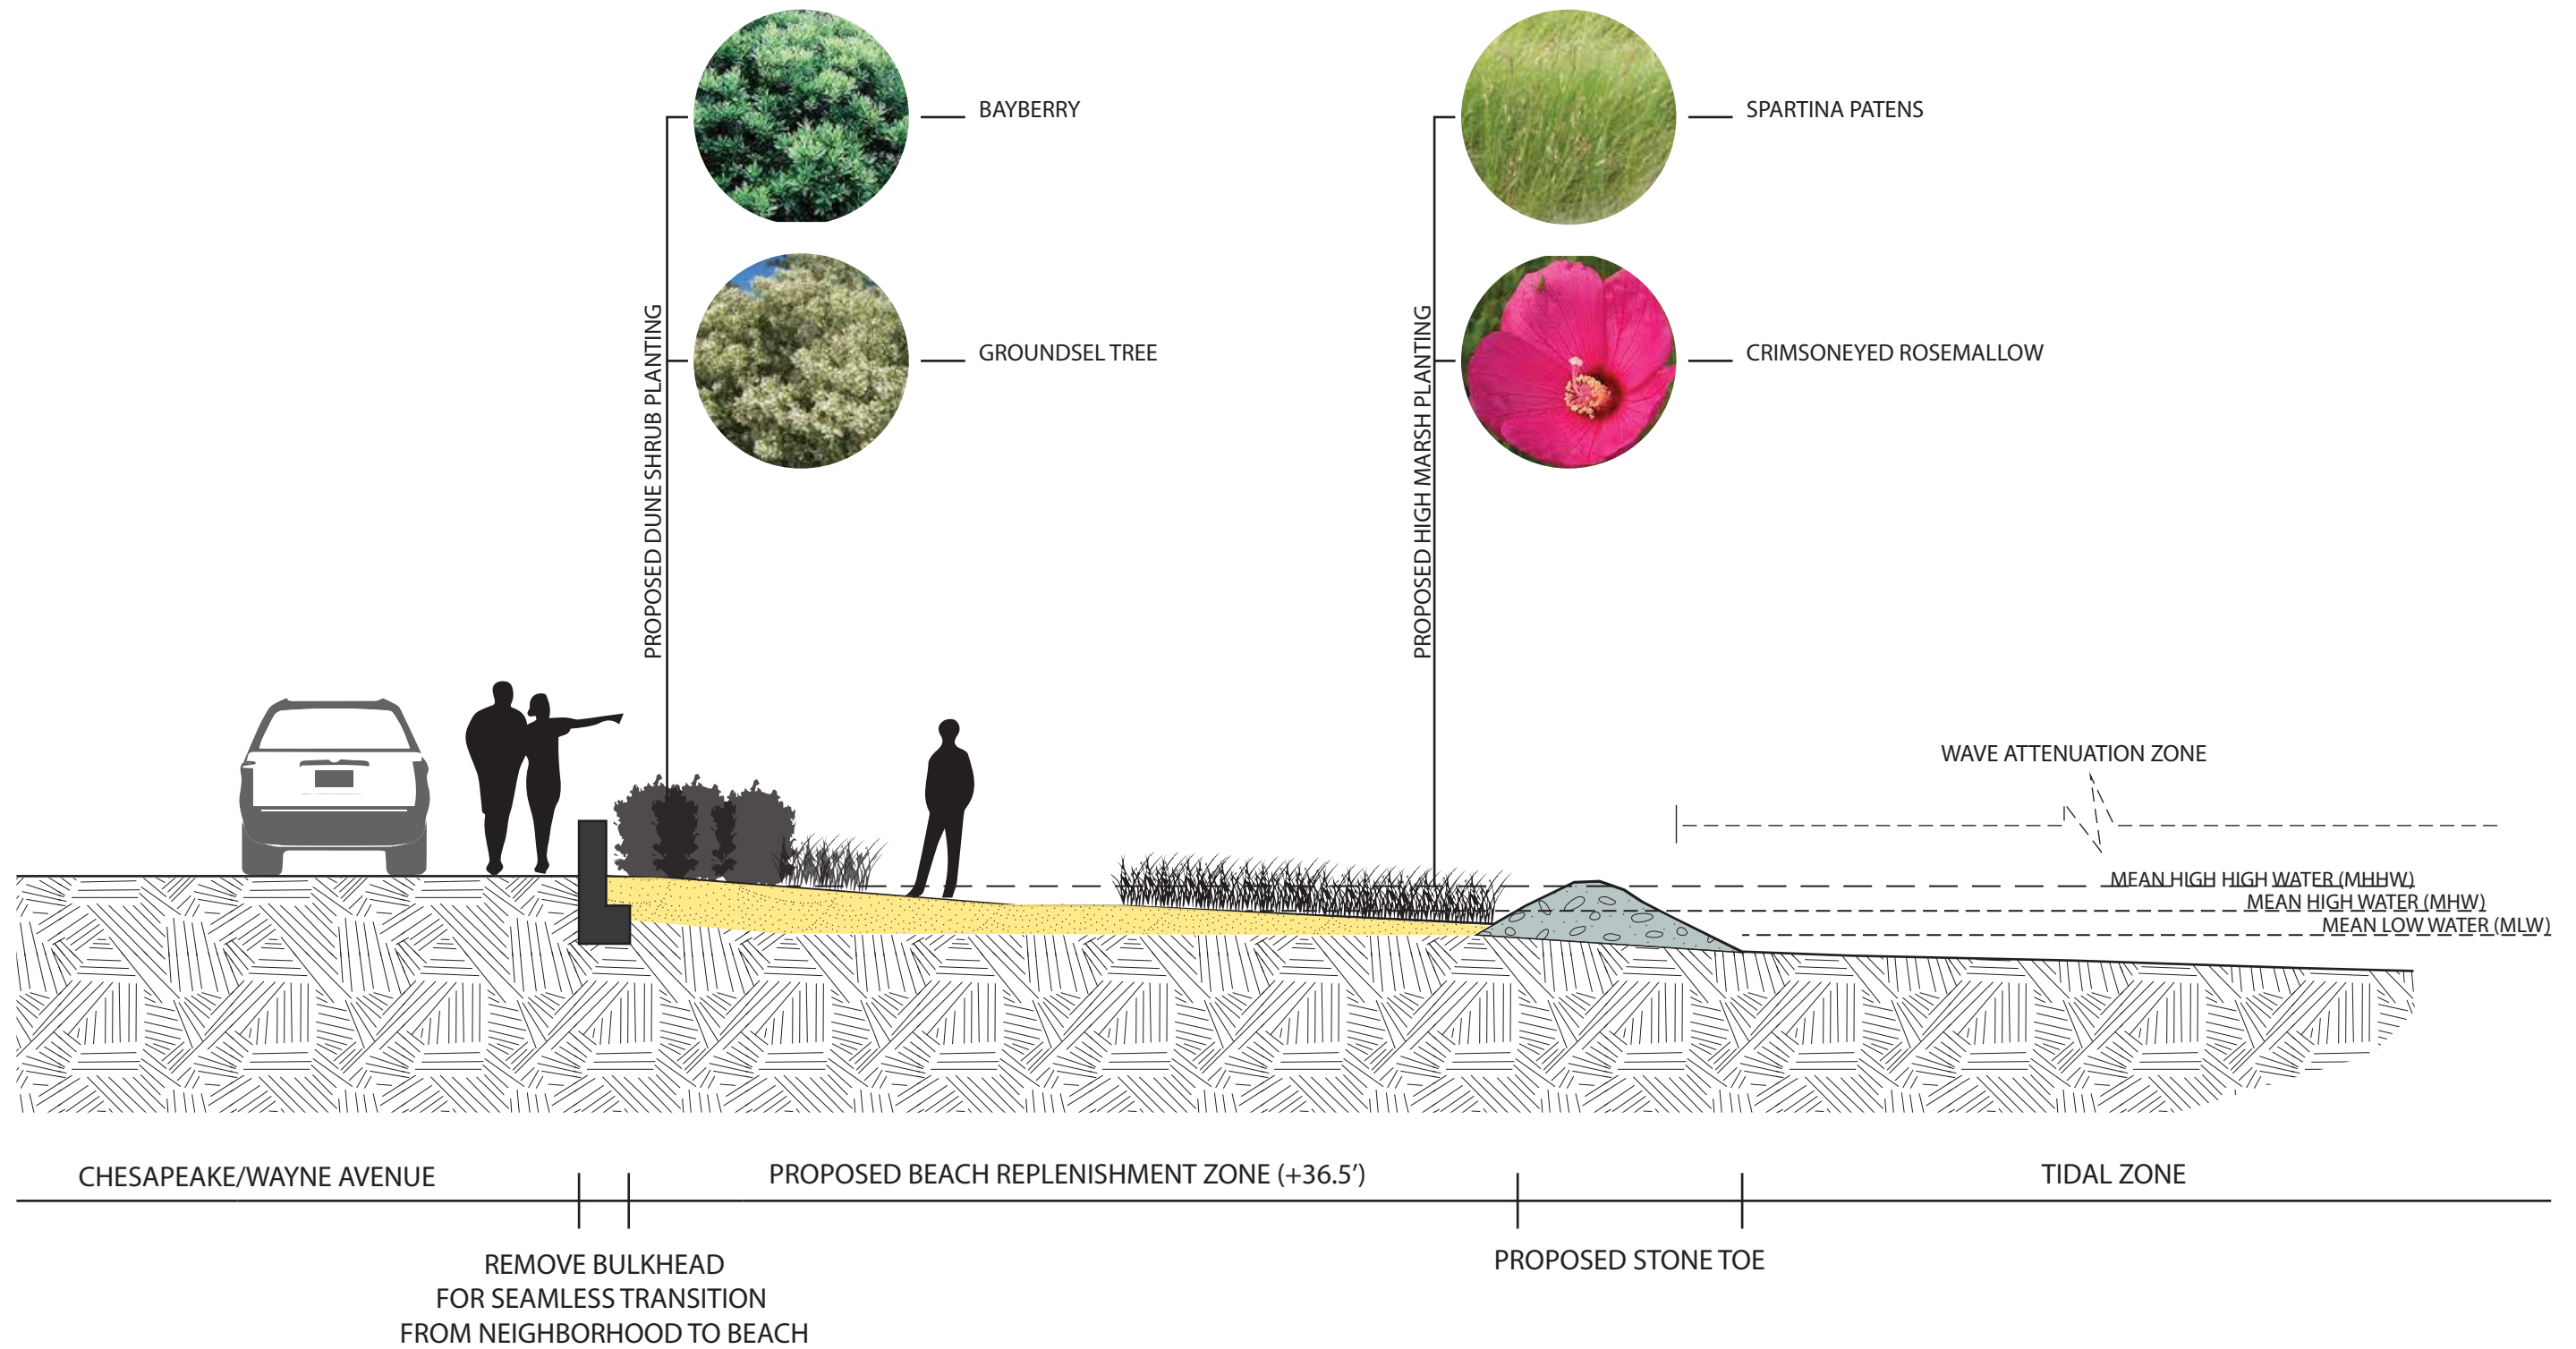 BAYBERRY
SPARTINA PATENS
GROUNDSEL TREE
CRIMSONEYED ROSEMALLOW
PROPOSED DUNE SHRUB PLANTING
PROPOSED HIGH MARSH PLANTING
WAVE ATTENUATION ZONE
MEAN HIGH HIGH WATER (MHHW)
MEAN HIGH WATER (MHW)
MEAN LOW WATER (MLW)
CHESAPEAKE/WAYNE AVENUE
PROPOSED BEACH REPLENISHMENT ZONE (+36.5’)
TIDAL ZONE
REMOVE BULKHEAD
FOR SEAMLESS TRANSITION
FROM NEIGHBORHOOD TO BEACH
PROPOSED STONE TOE